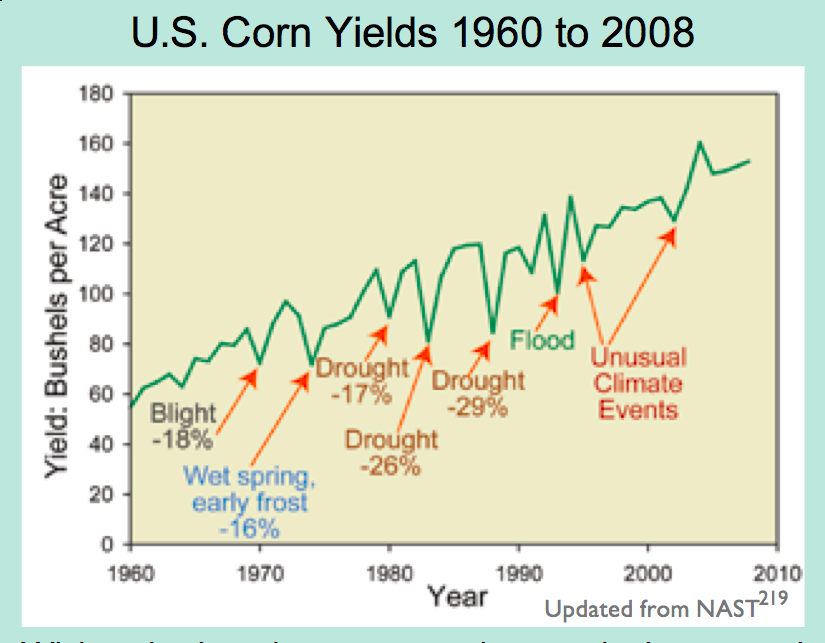 U.S. Corn Yields 1960 to 2008
Yield: Bushels per Acre
180
160
140
120
100
80
60
40
20
0
Blight
-18%
Wet spring,
early frost
-16%
Drought
-17%
Drought
-26%
Drought
-29%
Flood
Unusual
Climate
Events
1960 1970 1980 1990 2000 2010
Year
Updated from NAST219